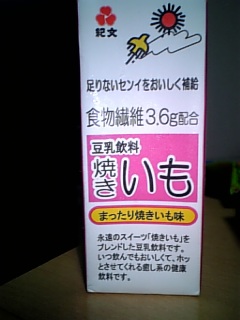 紀文
足りないセンイをおいしく補給
食物繊維3.6g配合
豆乳飲料
焼きいも
まったり焼きいも味
永遠のスイーツ「焼きいも」を
ブレンドした豆乳飲料です。
いつ飲んでもおいしくて、ホッ
とさせてくれる癒し系の健康
飲料です。